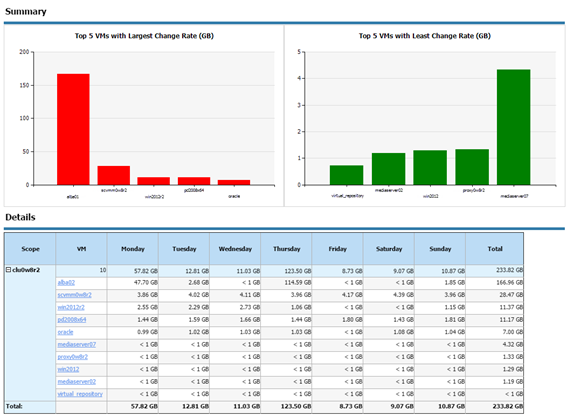 Summary
Top 5 VMs with Largest Change Rate (GB)
200
150
100
50
0
alba01
scvmm0w8r2
win2012r2
pd2008x64
oracle
Top 5 VMs with Least Change Rate (GB)
5
4
3
2
1
0
virtual_repository
mediaserver02
win2012
proxy0w8r2
mediaserver07
Details
Scope VM Monday Tuesday Wednesday Thursday Friday Saturday Sunday Total
clu0w8r2 10 57.82 GB 12.81 GB 11.03 GB 123.50 GB 8.73 GB 9.07 GB 10.87 GB 233.82 GB
alba02 47.70 GB 2.68 GB < 1 GB 114.59 GB < 1 GB < 1 GB 1.85 GB 166.96 GB
scvmm0w8r2 3.86 GB 4.02 GB 4.11 GB 3.96 GB 4.17 GB 4.39 GB 3.96 GB 28.47 GB
win2012r2 2.55 GB 2.29 GB 2.73 GB 1.06 GB < 1 GB < 1 GB 1.15 GB 11.37 GB
pd2008x64 1.44 GB 1.59 GB 1.66 GB 1.44 GB 1.80 GB 1.43 GB 1.81 GB 11.17 GB
oracle 0.99 GB 1.02 GB 1.03 GB 1.03 GB < 1 GB 1.08 GB 1.04 GB 7.00 GB
mediaserver07 < 1 GB < 1 GB < 1 GB < 1 GB < 1 GB < 1 GB < 1 GB 4.32 GB
proxy0w8r2 < 1 GB < 1 GB < 1 GB < 1 GB < 1 GB < 1 GB < 1 GB 1.33 GB
win2012 < 1 GB < 1 GB < 1 GB < 1 GB < 1 GB < 1 GB < 1 GB 1.29 GB
mediaserver02 < 1 GB < 1 GB < 1 GB < 1 GB < 1 GB < 1 GB < 1 GB 1.19 GB
virtual_repository < 1 GB < 1 GB < 1 GB < 1 GB < 1 GB < 1 GB < 1 GB < 1 GB
Total: 57.82 GB 12.81 GB 11.03 GB 123.50 GB 8.73 GB 9.07 GB 10.87 GB 233.82 GB